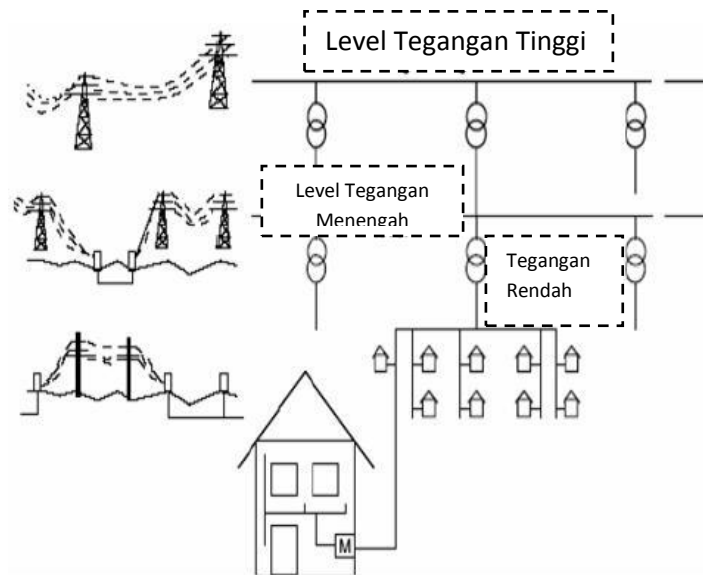 Level Tegangan Tinggi
Level Tegangan
Menengah
Tegangan
Rendah
M